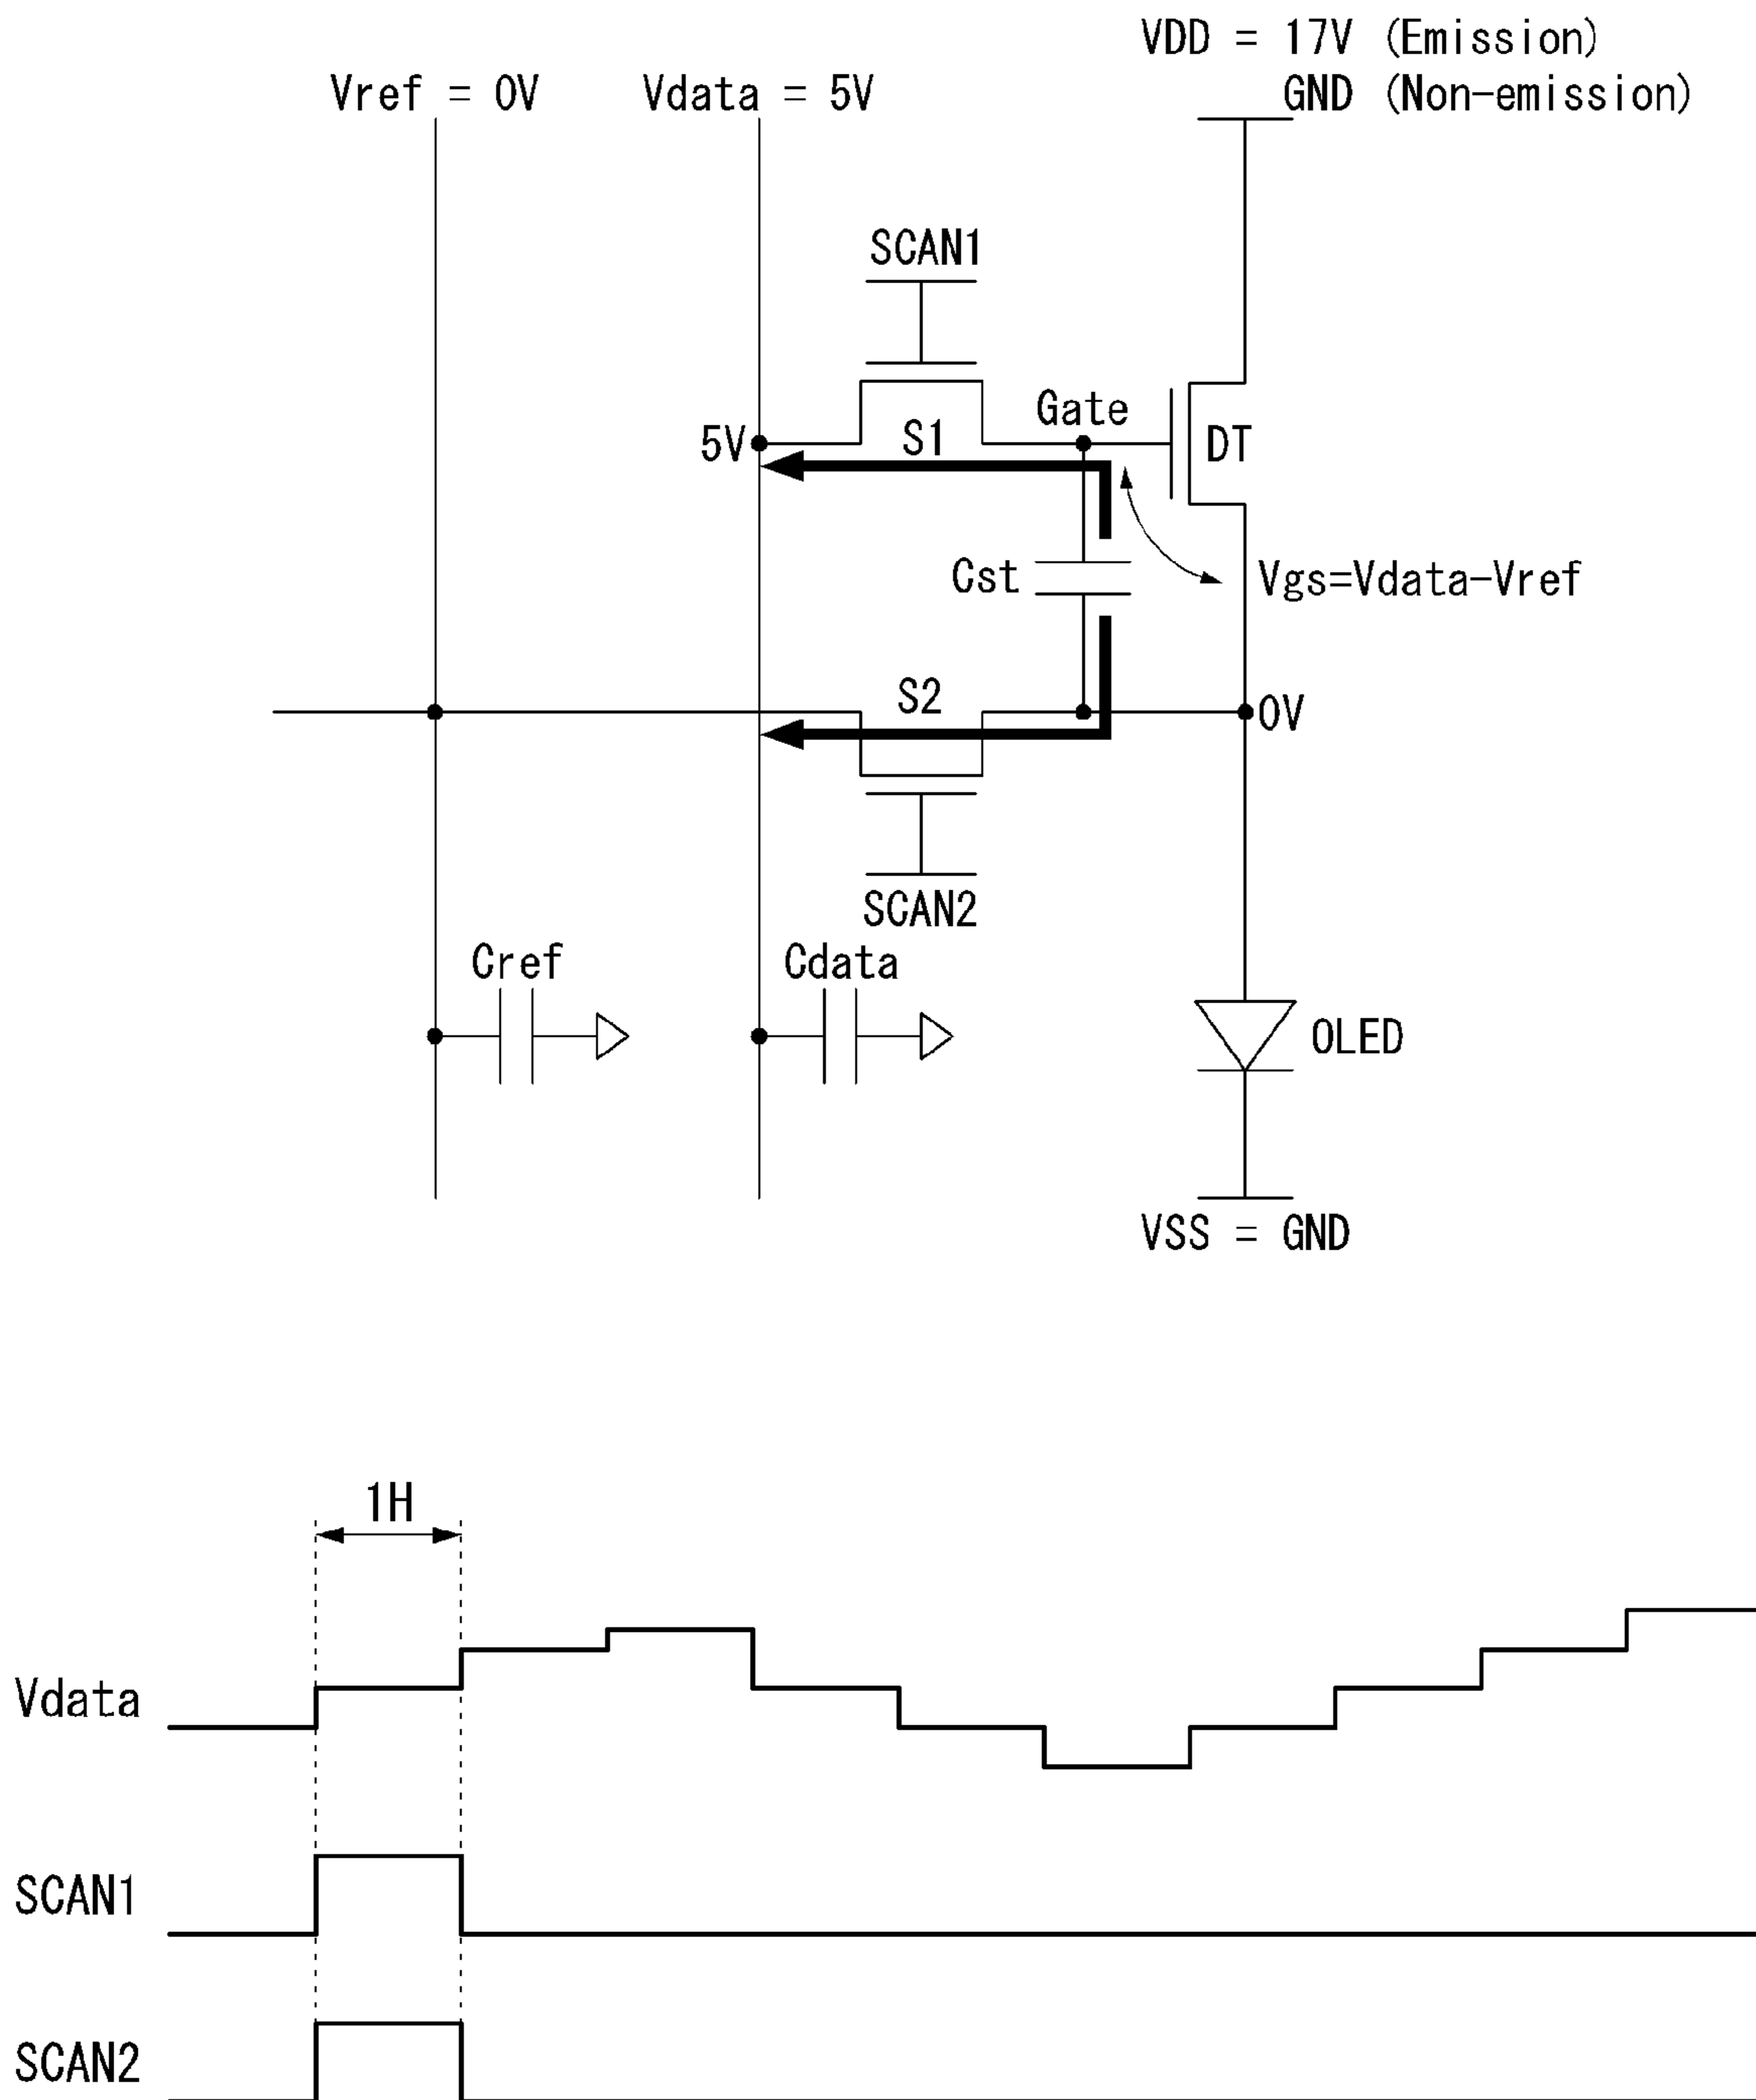 VDD = 17V (Emission)
Vref = 0V
Vdata = 5V
GND (Non-emission)
SCAN1
Gate
5V
S1
DT
Cst
Vgs=Vdata-Vref
S2
0V
SCAN2
Cref
Cdata
OLED
VSS = GND
1H
Vdata
SCAN1
SCAN2